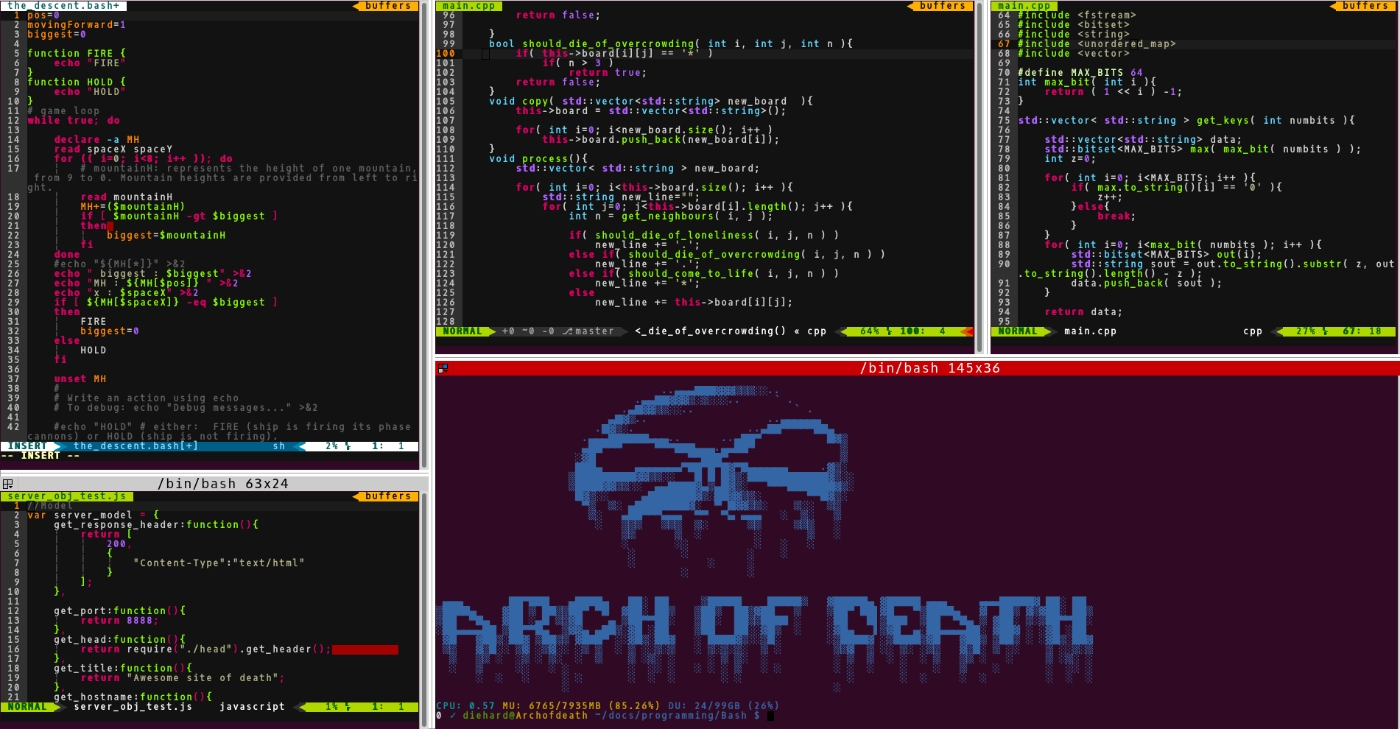 the_descent.bash+ buffers
1 pos=0
2 movingForward=1
3 biggest=0
4
5 function FIRE {
6 echo "FIRE"
7 }
8 function HOLD {
9 echo "HOLD"
10 }
11 # game loop
12 while true; do
13
14 declare -a MH
15 read spaceX spaceY
16 for (( i=0; i<8; i++ )); do
17 # mountainH: represents the height of one mountain,
from 9 to 0. Mountain heights are provided from left to ri
ght.
18 read mountainH
19 MH+=($mountainH)
20 if [ $mountainH -gt $biggest ]
21 then
22 biggest=$mountainH
23 fi
24 done
25 #echo "${MH[*]}" >&2
26 echo " biggest : $biggest" >&2
27 echo "MH : ${MH[$pos]} " >&2
28 echo "x : $spaceX" >&2
29 if [ ${MH[$spaceX]} -eq $biggest ]
30 then
31 FIRE
32 biggest=0
33 else
34 HOLD
35 fi
36
37 unset MH
38 #
39 # Write an action using echo
40 # To debug: echo "Debug messages..." >&2
41
42 #echo "HOLD" # either: FIRE (ship is firing its phase
cannons) or HOLD (ship is not firing).
INSERT the_descent.bash[+] sh 2% 1: 1
-- INSERT --
/bin/bash 63x24
server_obj_test.js buffers
1 //Model
2 var server_model = {
3 get_response_header:function(){
4 return [
5 200,
6 {
7 "Content-Type":"text/html"
8 }
9 ];
10 },
11
12 get_port:function(){
13 return 8888;
14 },
15 get_head:function(){
16 return require("./head").get_header();
17 },
18 get_title:function(){
19 return "Awesome site of death";
20 },
21 get_hostname:function(){
NORMAL server_obj_test.js javascript 1% 1: 1
main.cpp buffers
96 return false;
97
98 }
99 bool should_die_of_overcrowding( int i, int j, int n ){
100 if( this->board[i][j] == '*' )
101 if( n > 3 )
102 return true;
103 return false;
104 }
105 void copy( std::vector<std::string> new_board ){
106 this->board = std::vector<std::string>();
107
108 for( int i=0; i<new_board.size(); i++ )
109 this->board.push_back(new_board[i]);
110 }
111 void process(){
112 std::vector< std::string > new_board;
113
114 for( int i=0; i<this->board.size(); i++ ){
115 std::string new_line="";
116 for( int j=0; j<this->board[i].length(); j++ ){
117 int n = get_neighbours( i, j );
118
119 if( should_die_of_loneliness( i, j, n ) )
120 new_line += '.';
121 else if( should_die_of_overcrowding( i, j, n ) )
122 new_line += '.';
123 else if( should_come_to_life( i, j, n ) )
124 new_line += '*';
125 else
126 new_line += this->board[i][j];
127
128
NORMAL +0 ~0 -0 master <_die_of_overcrowding() « cpp 64% 100: 4
main.cpp buffers
64 #include <fstream>
65 #include <bitset>
66 #include <string>
67 #include <unordered_map>
68 #include <vector>
69
70 #define MAX_BITS 64
71 int max_bit( int i ){
72 return ( 1 << i ) -1;
73 }
74
75 std::vector< std::string > get_keys( int numbits ){
76
77 std::vector<std::string> data;
78 std::bitset<MAX_BITS> max( max_bit( numbits ) );
79 int z=0;
80
81 for( int i=0; i<MAX_BITS; i++ ){
82 if( max.to_string()[i] == '0' ){
83 z++;
84 }else{
85 break;
86 }
87 }
88 for( int i=0; i<max_bit( numbits ); i++ ){
89 std::bitset<MAX_BITS> out(i);
90 std::string sout = out.to_string().substr( z, out
.to_string().length() - z );
91 data.push_back( sout );
92 }
93
94 return data;
95
NORMAL main.cpp cpp 27% 67: 18
/bin/bash 145x36
ARCH OF DEATH
CPU: 0.57 MU: 6765/7935MB (85.26%) DU: 24/99GB (26%)
0 ✓ diehard@Archofdeath ~/docs/programming/Bash $